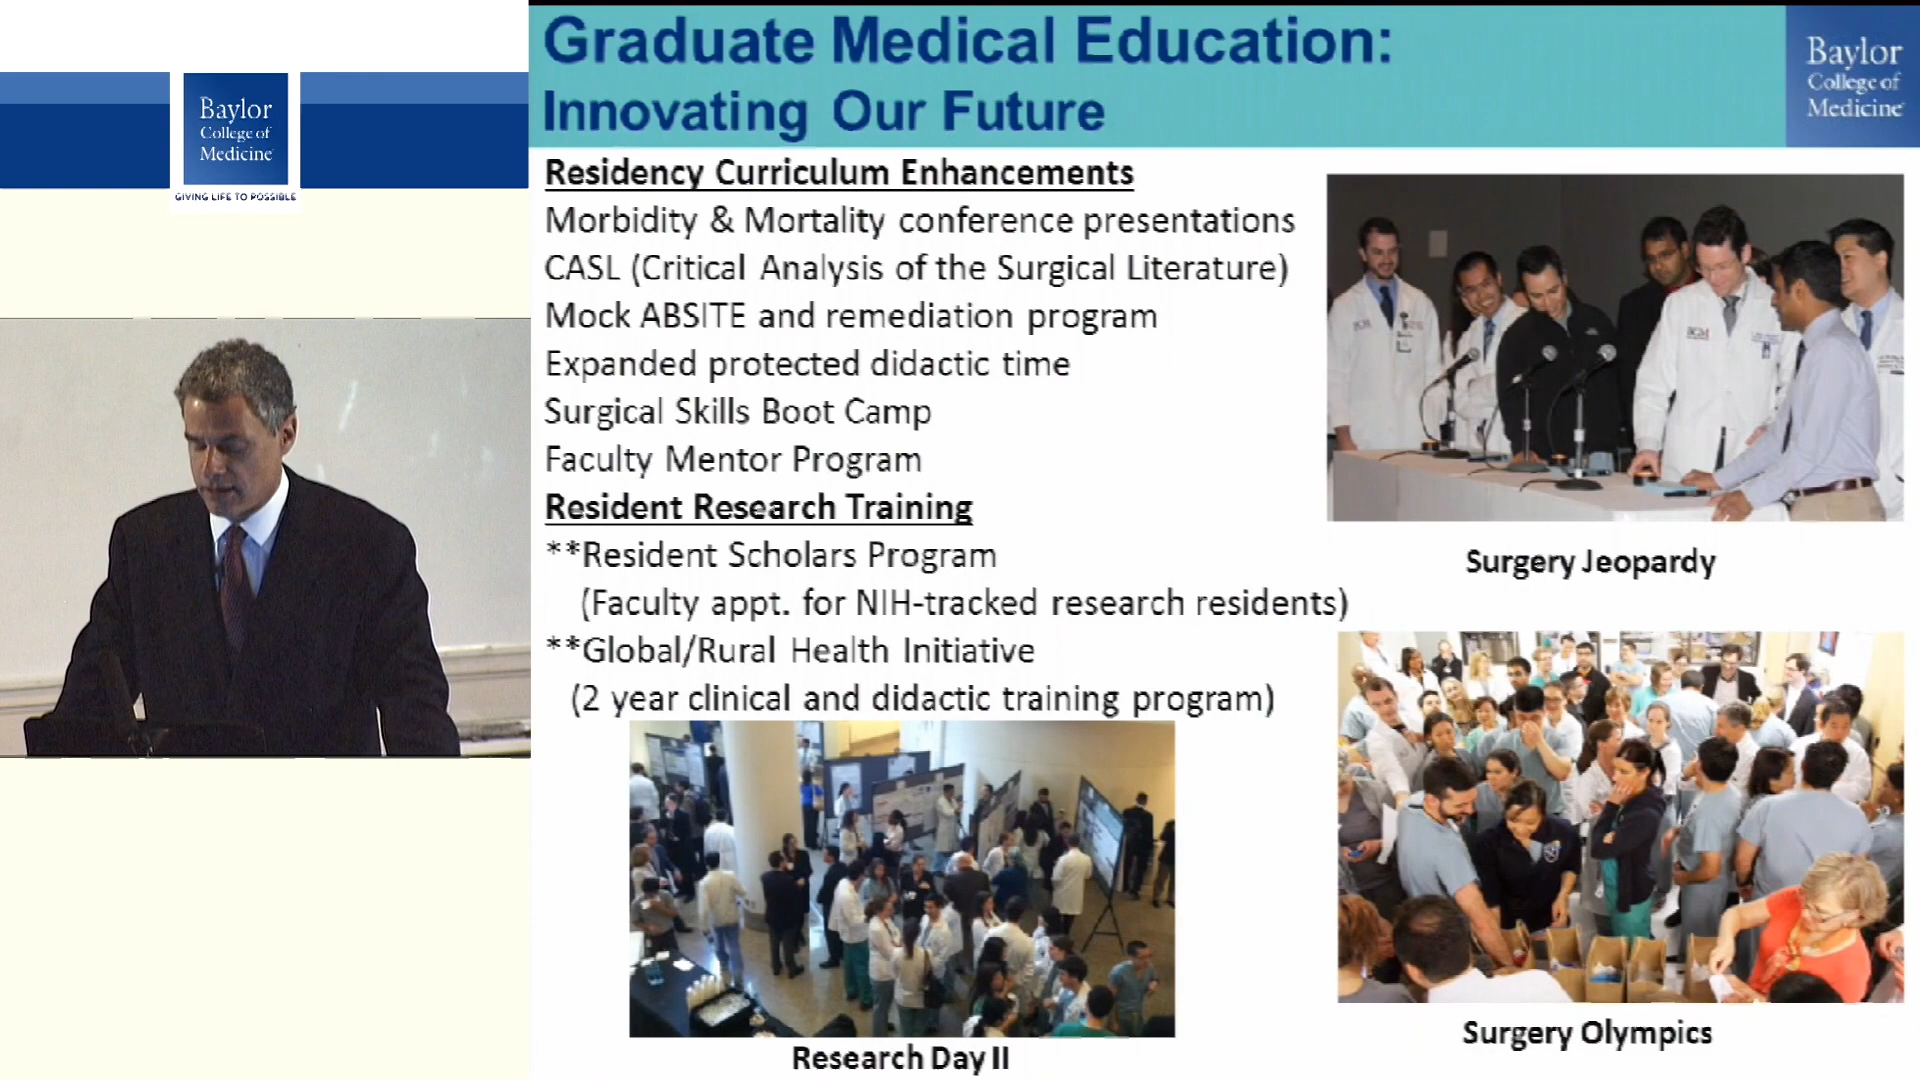 Baylor
College of
Medicine
GIVING LIFE TO POSSIBLE
Graduate Medical Education:
Innovating Our Future
Baylor
College of
Medicine
Residency Curriculum Enhancements
Morbidity & Mortality conference presentations
CASL (Critical Analysis of the Surgical Literature)
Mock ABSITE and remediation program
Expanded protected didactic time
Surgical Skills Boot Camp
Faculty Mentor Program
Resident Research Training
**Resident Scholars Program
(Faculty appt. for NIH-tracked research residents)
**Global/Rural Health Initiative
(2 year clinical and didactic training program)
BCM
Surgery Jeopardy
Surgery Olympics
Research Day II